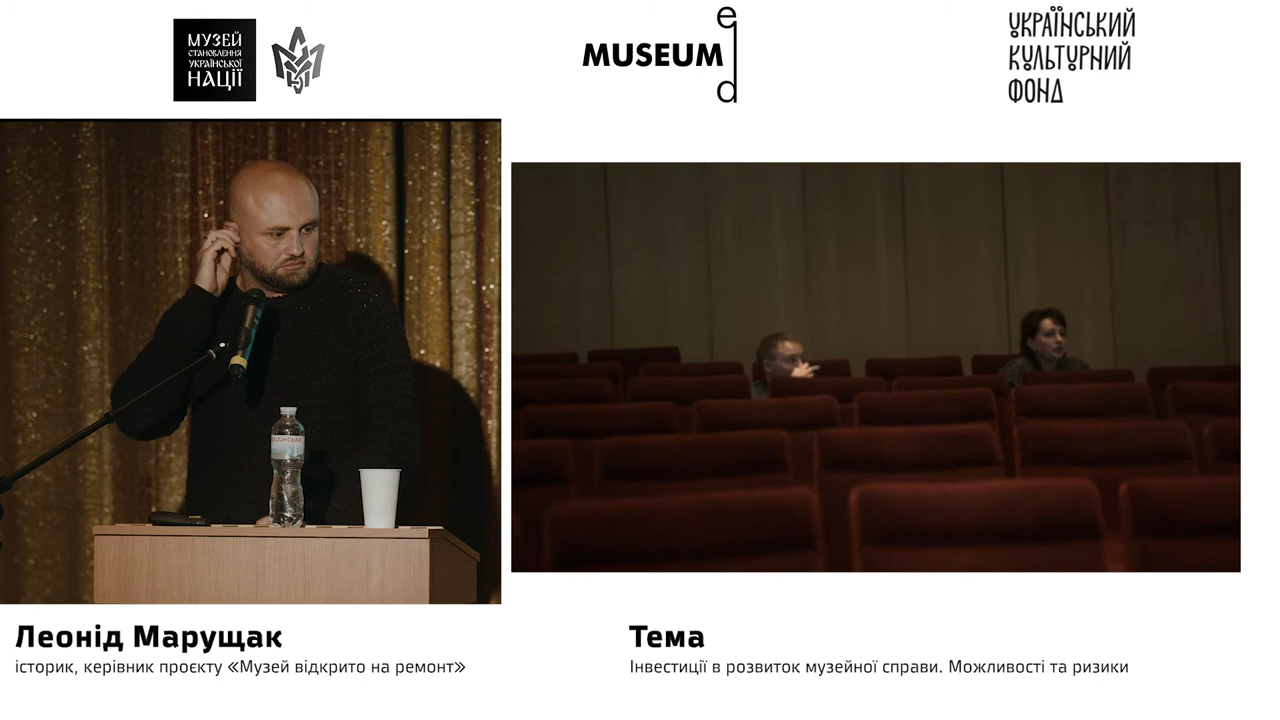 МУЗЕЙ
СТАНОВЛЕННЯ
УКРАЇНСЬКОЇ
НАЦІЇ
MUSEUM
ed
УКРАЇНСЬКИЙ
КУЛЬТУРНИЙ
ФОНД
Леонід Марущак
історик, керівник проєкту «Музей відкрито на ремонт»
Тема
Інвестиції в розвиток музейної справи. Можливості та ризики